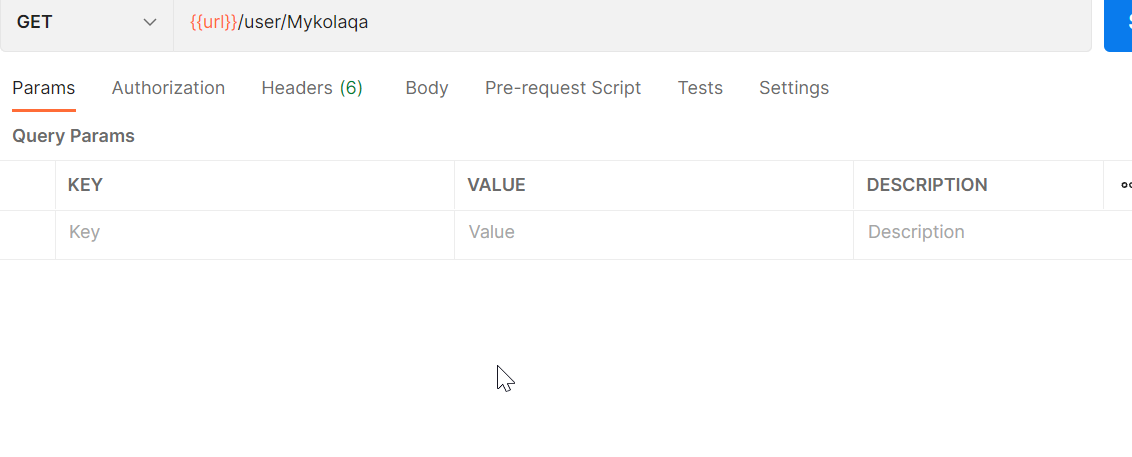 GET {{url}}/user/Mykolaqa
Params Authorization Headers (6) Body Pre-request Script Tests Settings
Query Params
KEY VALUE DESCRIPTION
Key Value Description